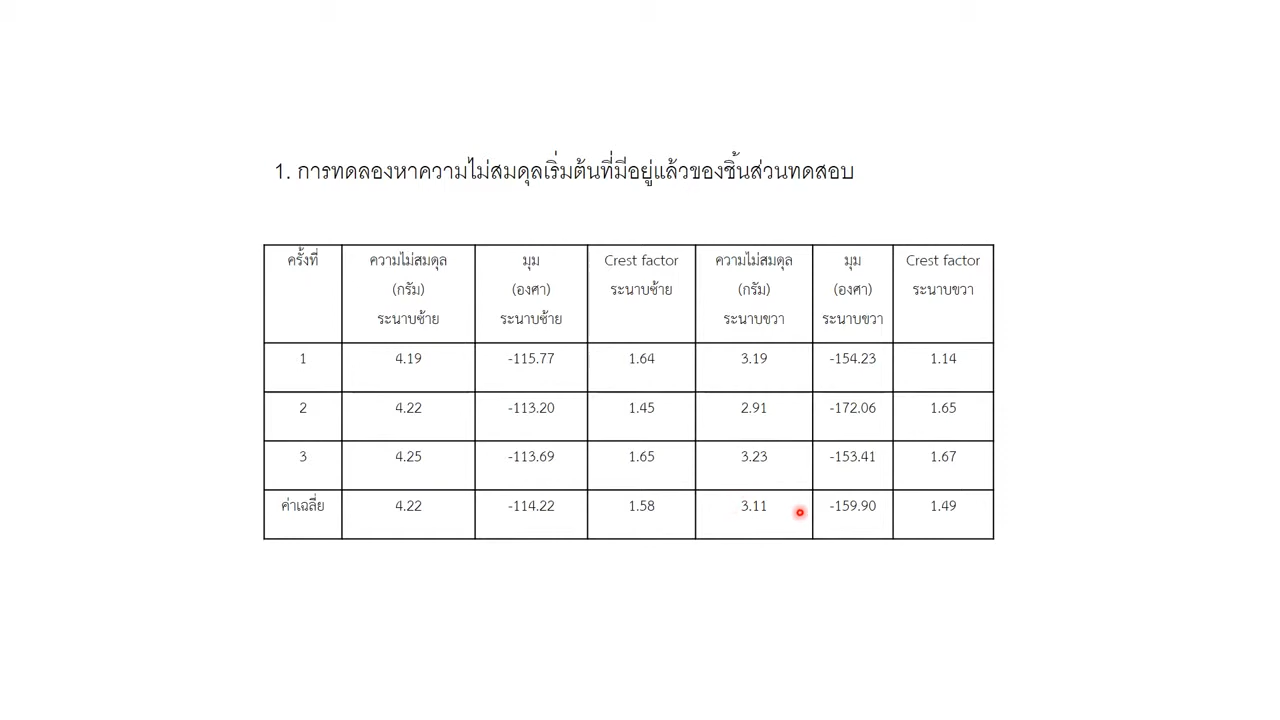 1. การทดลองหาความไม่สมดุลเริ่มต้นที่มีอยู่แล้วของชิ้นส่วนทดสอบ
ครั้งที่ ความไม่สมดุล (กรัม) ระนาบซ้าย มุม (องศา) ระนาบซ้าย Crest factor ระนาบซ้าย ความไม่สมดุล (กรัม) ระนาบขวา มุม (องศา) ระนาบขวา Crest factor ระนาบขวา
1 4.19 -115.77 1.64 3.19 -154.23 1.14
2 4.22 -113.20 1.45 2.91 -172.06 1.65
3 4.25 -113.69 1.65 3.23 -153.41 1.67
ค่าเฉลี่ย 4.22 -114.22 1.58 3.11 -159.90 1.49